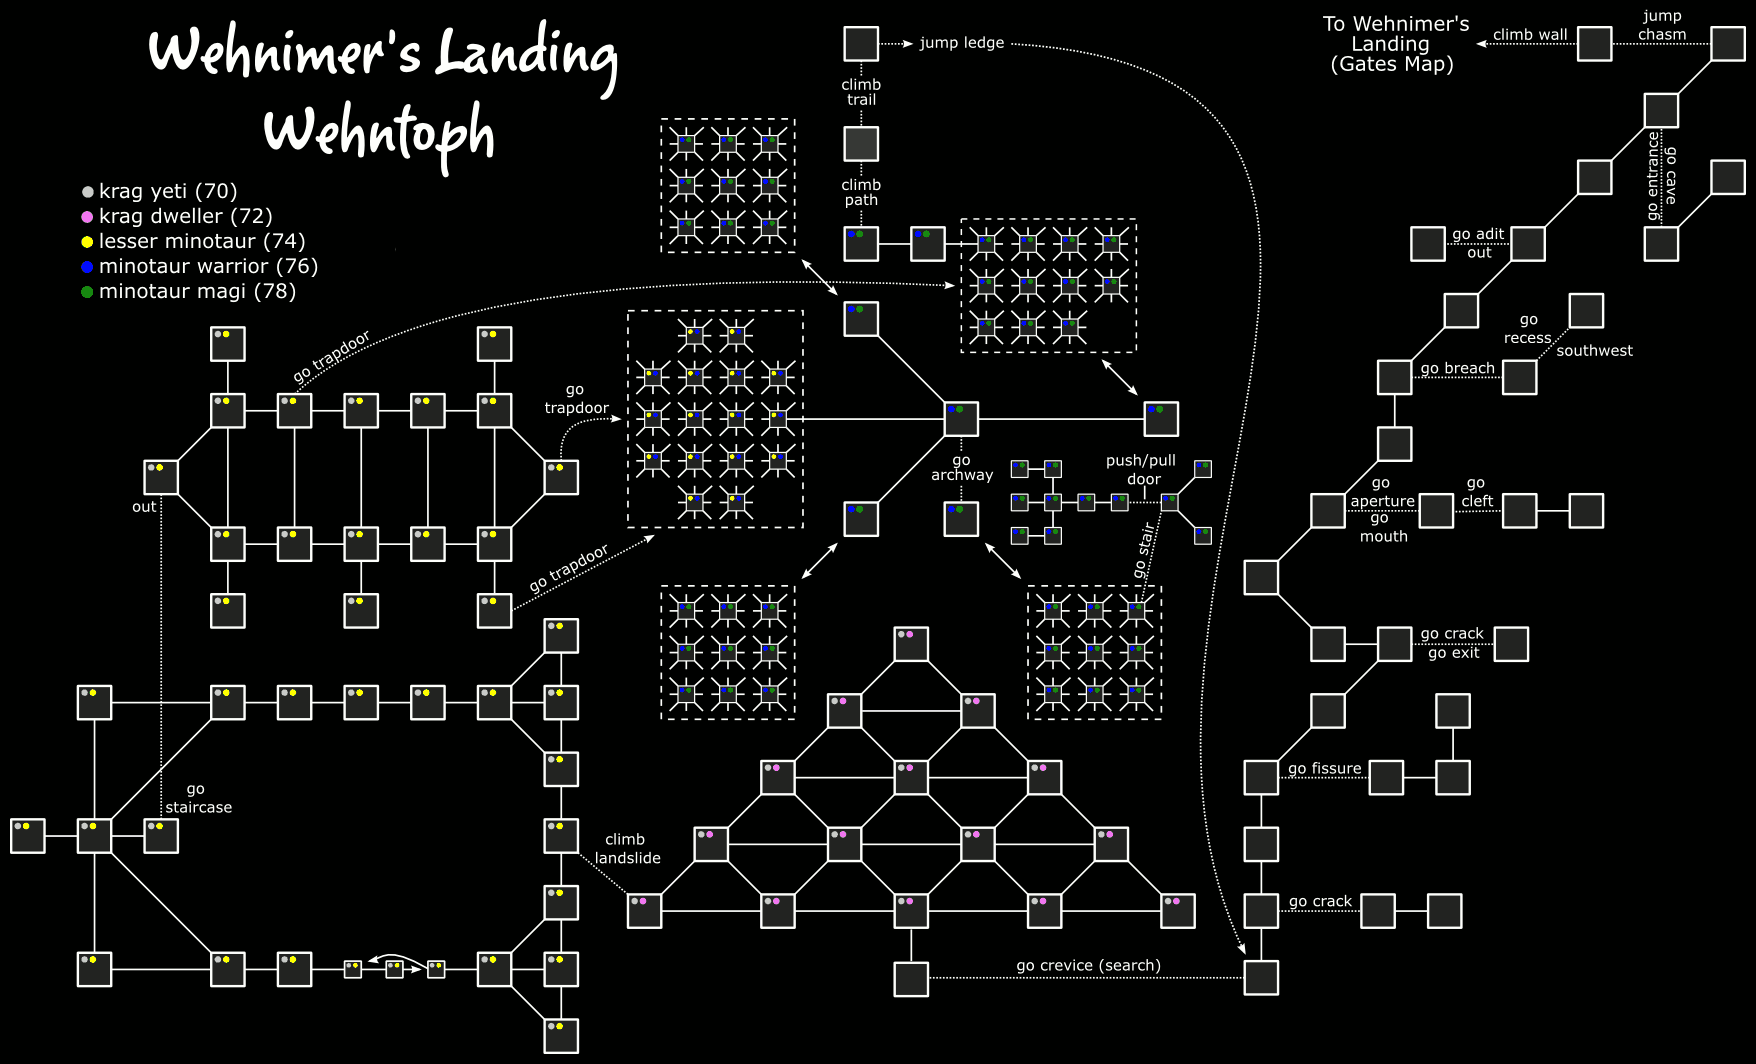 Wehnimer's Landing
Wehntoph
krag yeti (70)
krag dweller (72)
lesser minotaur (74)
minotaur warrior (76)
minotaur magi (78)
jump ledge
climb
trail
climb
path
To Wehnimer's
Landing
(Gates Map)
climb wall
jump
chasm
go entrance
go cave
go adit
out
go
recess
southwest
go breach
go
aperture
go
mouth
go
cleft
go crack
go exit
go fissure
go crack
go trapdoor
go
trapdoor
go trapdoor
out
go
staircase
go
archway
push/pull
door
go stair
climb
landslide
go crevice (search)